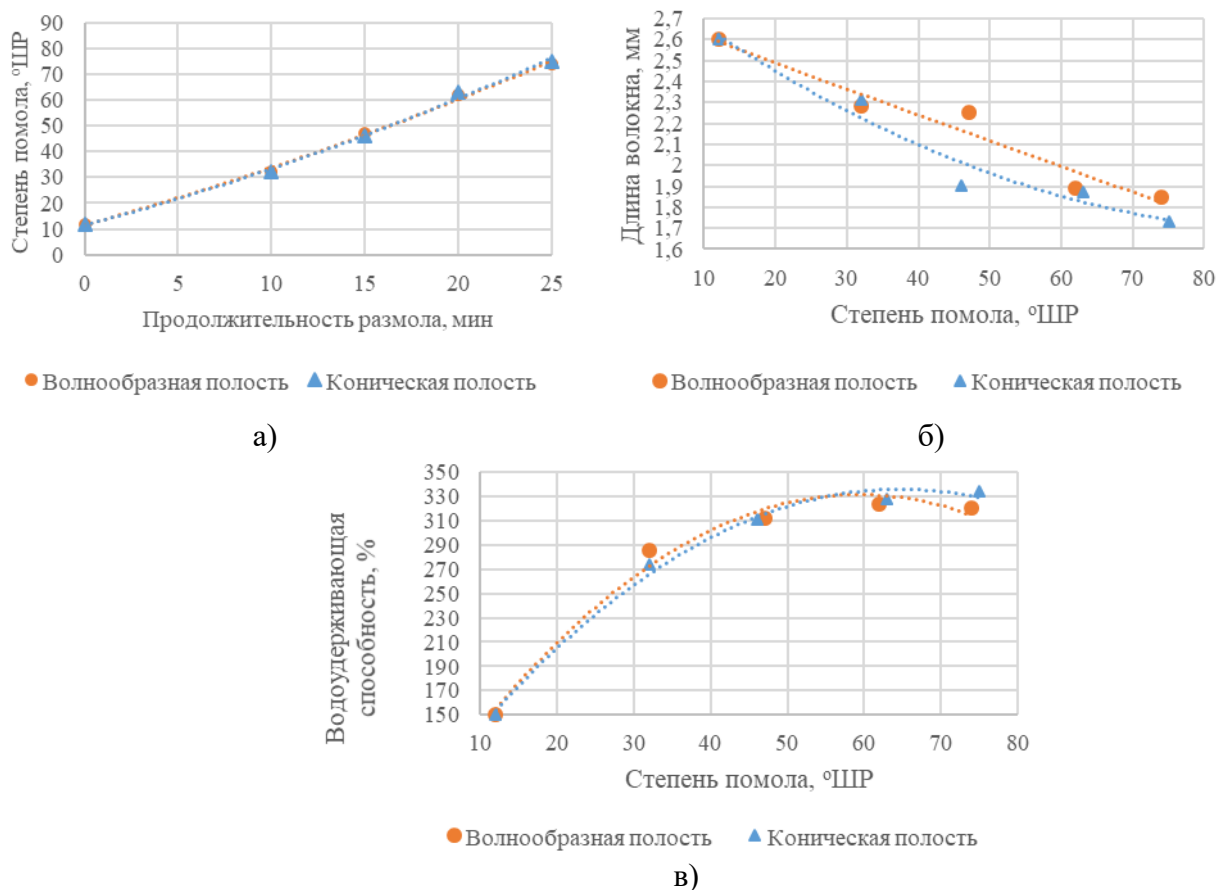 Степень помола, °ШР
90
80
70
60
50
40
30
20
10
0
0 5 10 15 20 25
Продолжительность размола, мин
Волнообразная полость Коническая полость
а)
Длина волокна, мм
2,7
2,6
2,5
2,4
2,3
2,2
2,1
2
1,9
1,8
1,7
1,6
10 20 30 40 50 60 70 80
Степень помола, °ШР
Волнообразная полость Коническая полость
б)
Водоудерживающая
способность, %
350
330
310
290
270
250
230
210
190
170
150
10 20 30 40 50 60 70 80
Степень помола, °ШР
Волнообразная полость Коническая полость
в)